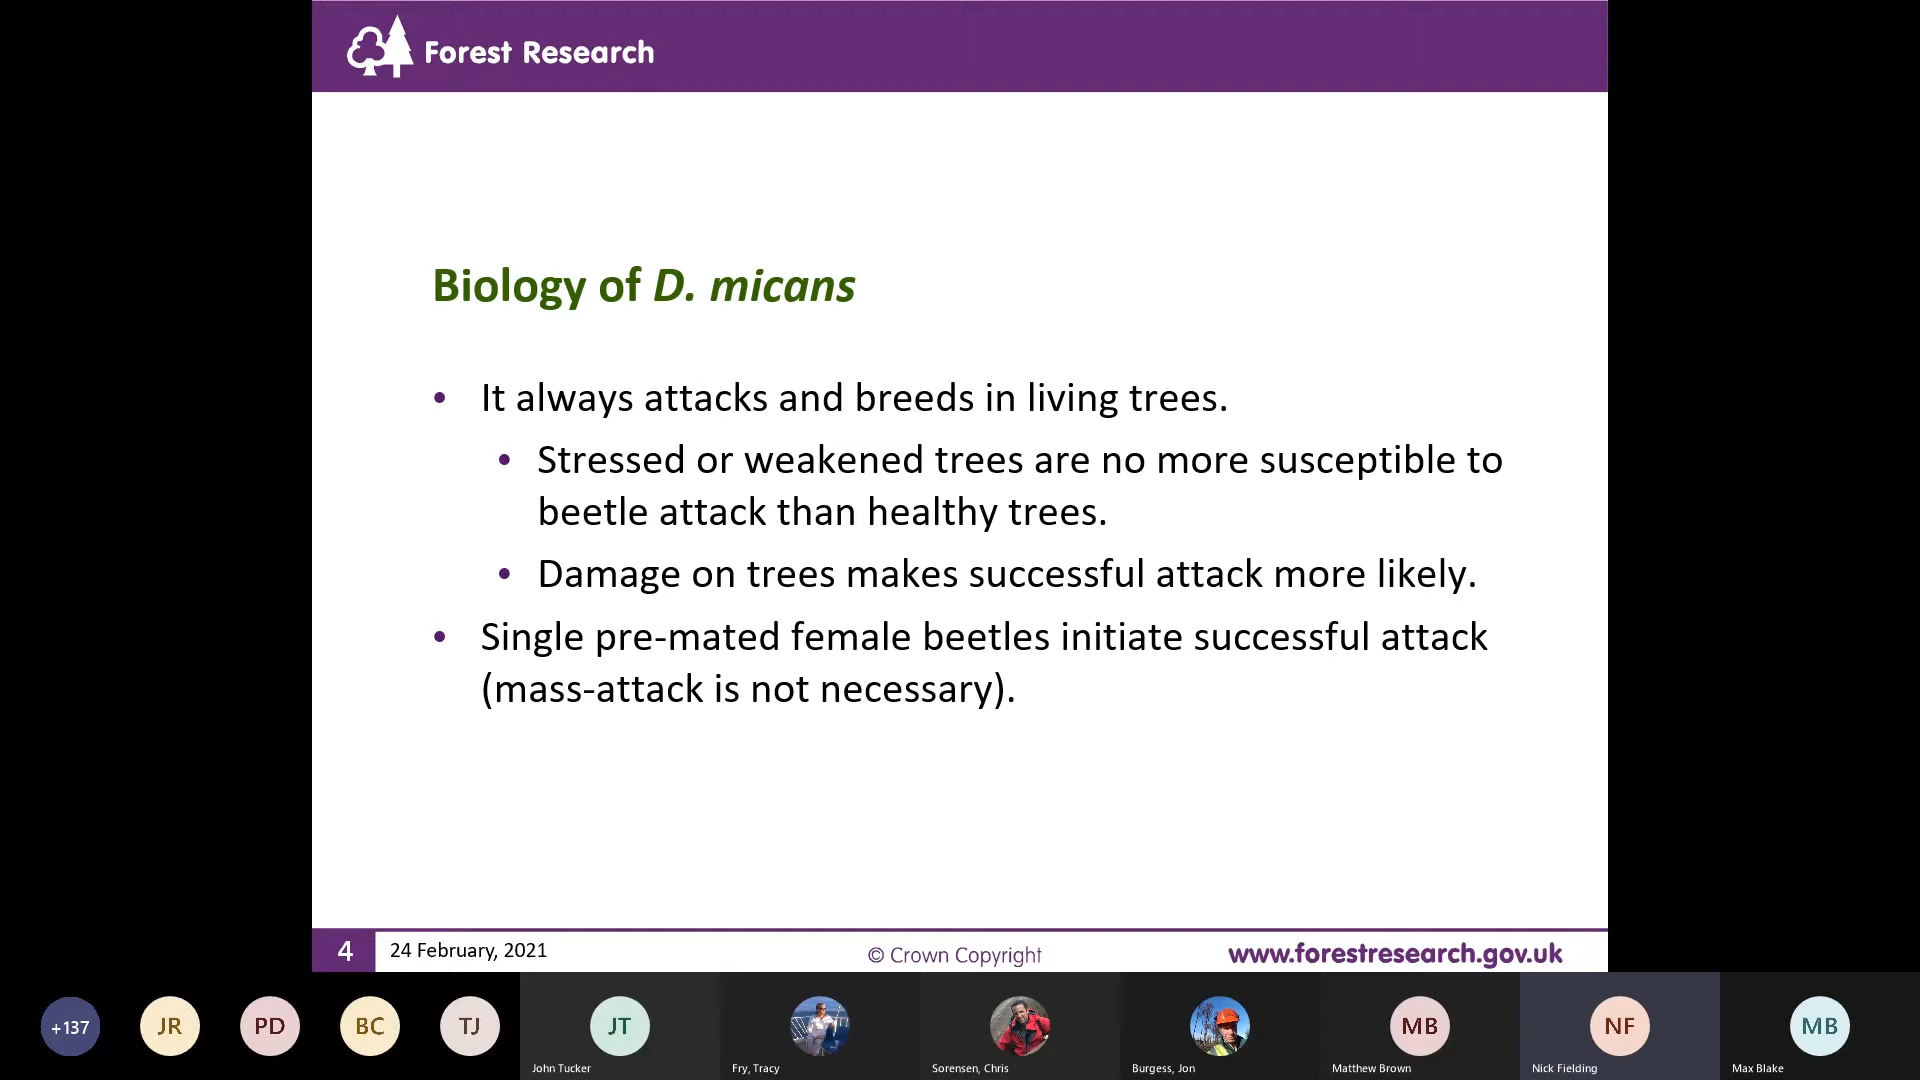 Forest Research
Biology of D. micans
• It always attacks and breeds in living trees.
• Stressed or weakened trees are no more susceptible to
beetle attack than healthy trees.
• Damage on trees makes successful attack more likely.
• Single pre-mated female beetles initiate successful attack
(mass-attack is not necessary).
4 24 February, 2021 © Crown Copyright www.forestresearch.gov.uk
+137 JR PD BC TJ JT MB NF MB
John Tucker Fry, Tracy Sorensen, Chris Burgess, Jon Matthew Brown Nick Fielding Max Blake